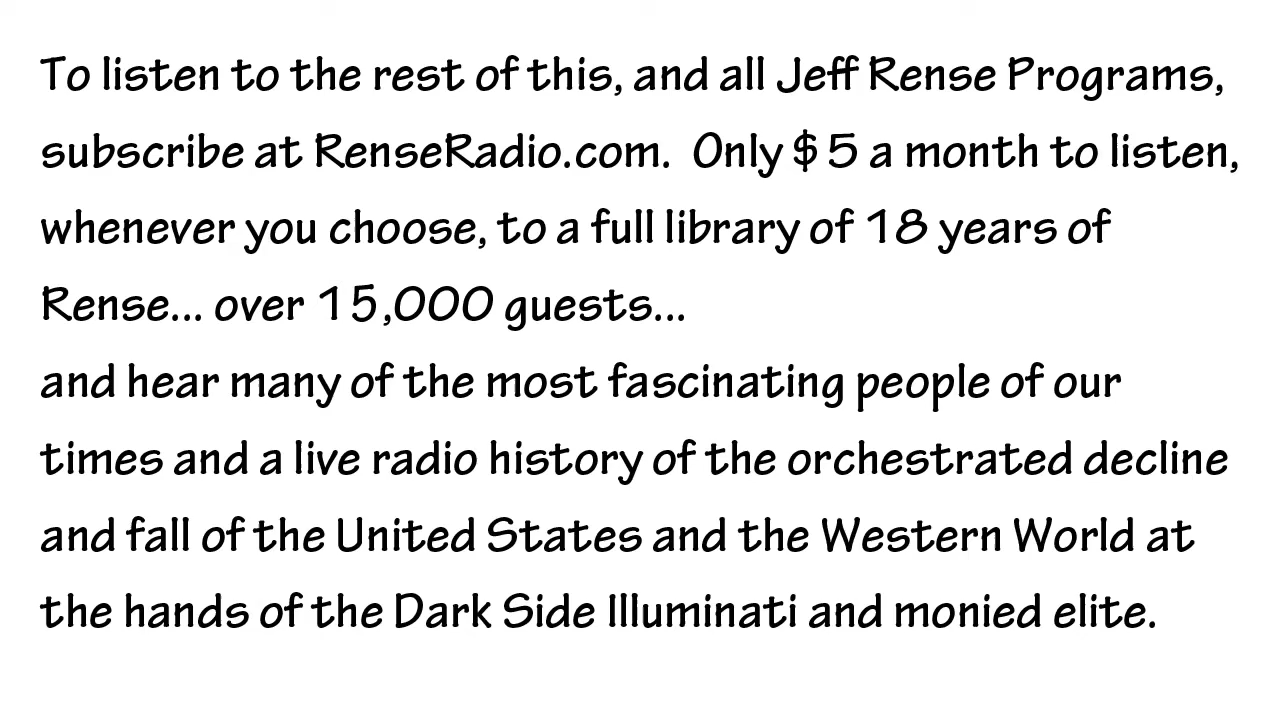 To listen to the rest of this, and all Jeff Rense Programs,
subscribe at RenseRadio.com.  Only $5 a month to listen,
whenever you choose, to a full library of 18 years of
Rense... over 15,000 guests...
and hear many of the most fascinating people of our
times and a live radio history of the orchestrated decline
and fall of the United States and the Western World at
the hands of the Dark Side Illuminati and monied elite.